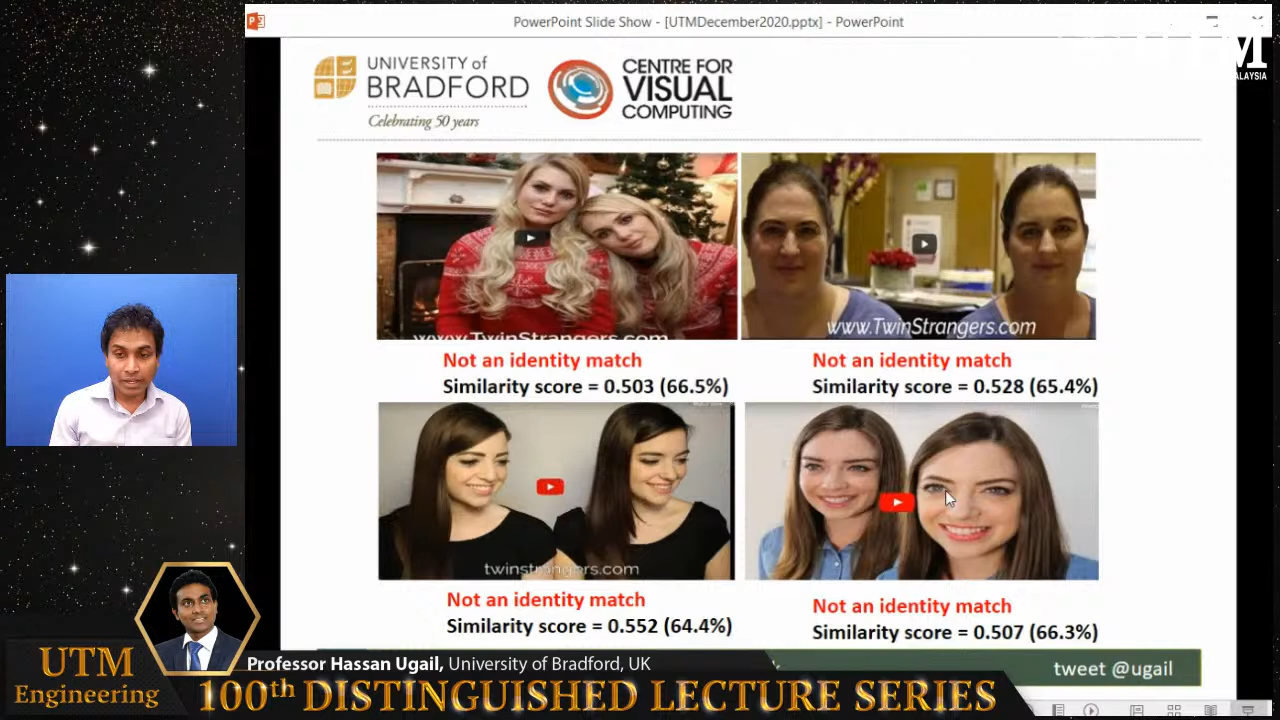 PowerPoint Slide Show - [UTMDecember2020.pptx] - PowerPoint
UNIVERSITY of
BRADFORD
Celebrating 50 years
CENTRE FOR
VISUAL
COMPUTING
ALAYSIA
www.TwinStrangers.com
www.TwinStrangers.com
Not an identity match
Similarity score = 0.503 (66.5%)
Not an identity match
Similarity score = 0.528 (65.4%)
twinstrangers.com
Not an identity match
Similarity score = 0.552 (64.4%)
Not an identity match
Similarity score = 0.507 (66.3%)
tweet @ugail
UTM
Engineering
Professor Hassan Ugail, University of Bradford, UK
100th DISTINGUISHED LECTURE SERIES